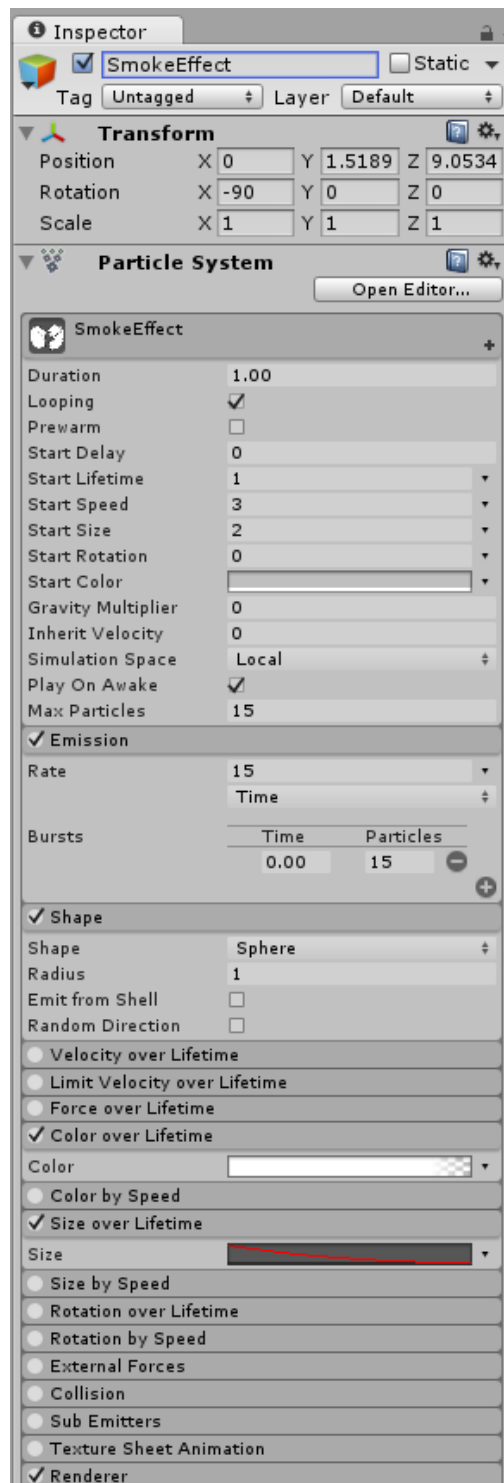 Inspector
SmokeEffect Static
Tag Untagged Layer Default
Transform
Position X 0 Y 1.5189 Z 9.0534
Rotation X -90 Y 0 Z 0
Scale X 1 Y 1 Z 1
Particle System
Open Editor...
SmokeEffect
Duration 1.00
Looping
Prewarm
Start Delay 0
Start Lifetime 1
Start Speed 3
Start Size 2
Start Rotation 0
Start Color
Gravity Multiplier 0
Inherit Velocity 0
Simulation Space Local
Play On Awake
Max Particles 15
Emission
Rate 15
Time
Bursts Time Particles
0.00 15
Shape
Shape Sphere
Radius 1
Emit from Shell
Random Direction
Velocity over Lifetime
Limit Velocity over Lifetime
Force over Lifetime
Color over Lifetime
Color
Color by Speed
Size over Lifetime
Size
Size by Speed
Rotation over Lifetime
Rotation by Speed
External Forces
Collision
Sub Emitters
Texture Sheet Animation
Renderer